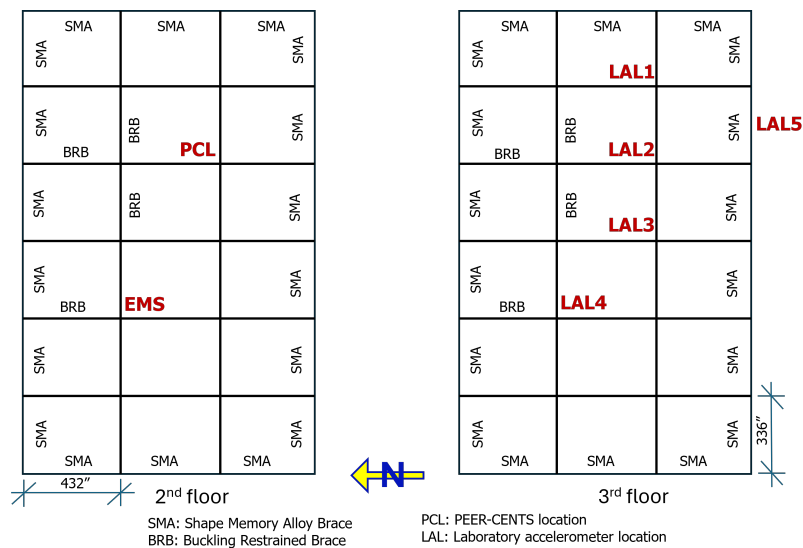 SMA SMA SMA
SMA SMA
SMA BRB SMA
BRB PCL
SMA BRB SMA
SMA SMA
BRB EMS
SMA SMA
SMA SMA
SMA SMA SMA
432”
2nd floor
SMA SMA SMA
SMA LAL1 SMA
SMA BRB SMA LAL5
BRB LAL2
SMA BRB SMA
LAL3
SMA SMA
BRB LAL4
SMA SMA
SMA SMA
SMA SMA SMA
336”
3rd floor
N
SMA: Shape Memory Alloy Brace
BRB: Buckling Restrained Brace
PCL: PEER-CENTS location
LAL: Laboratory accelerometer location